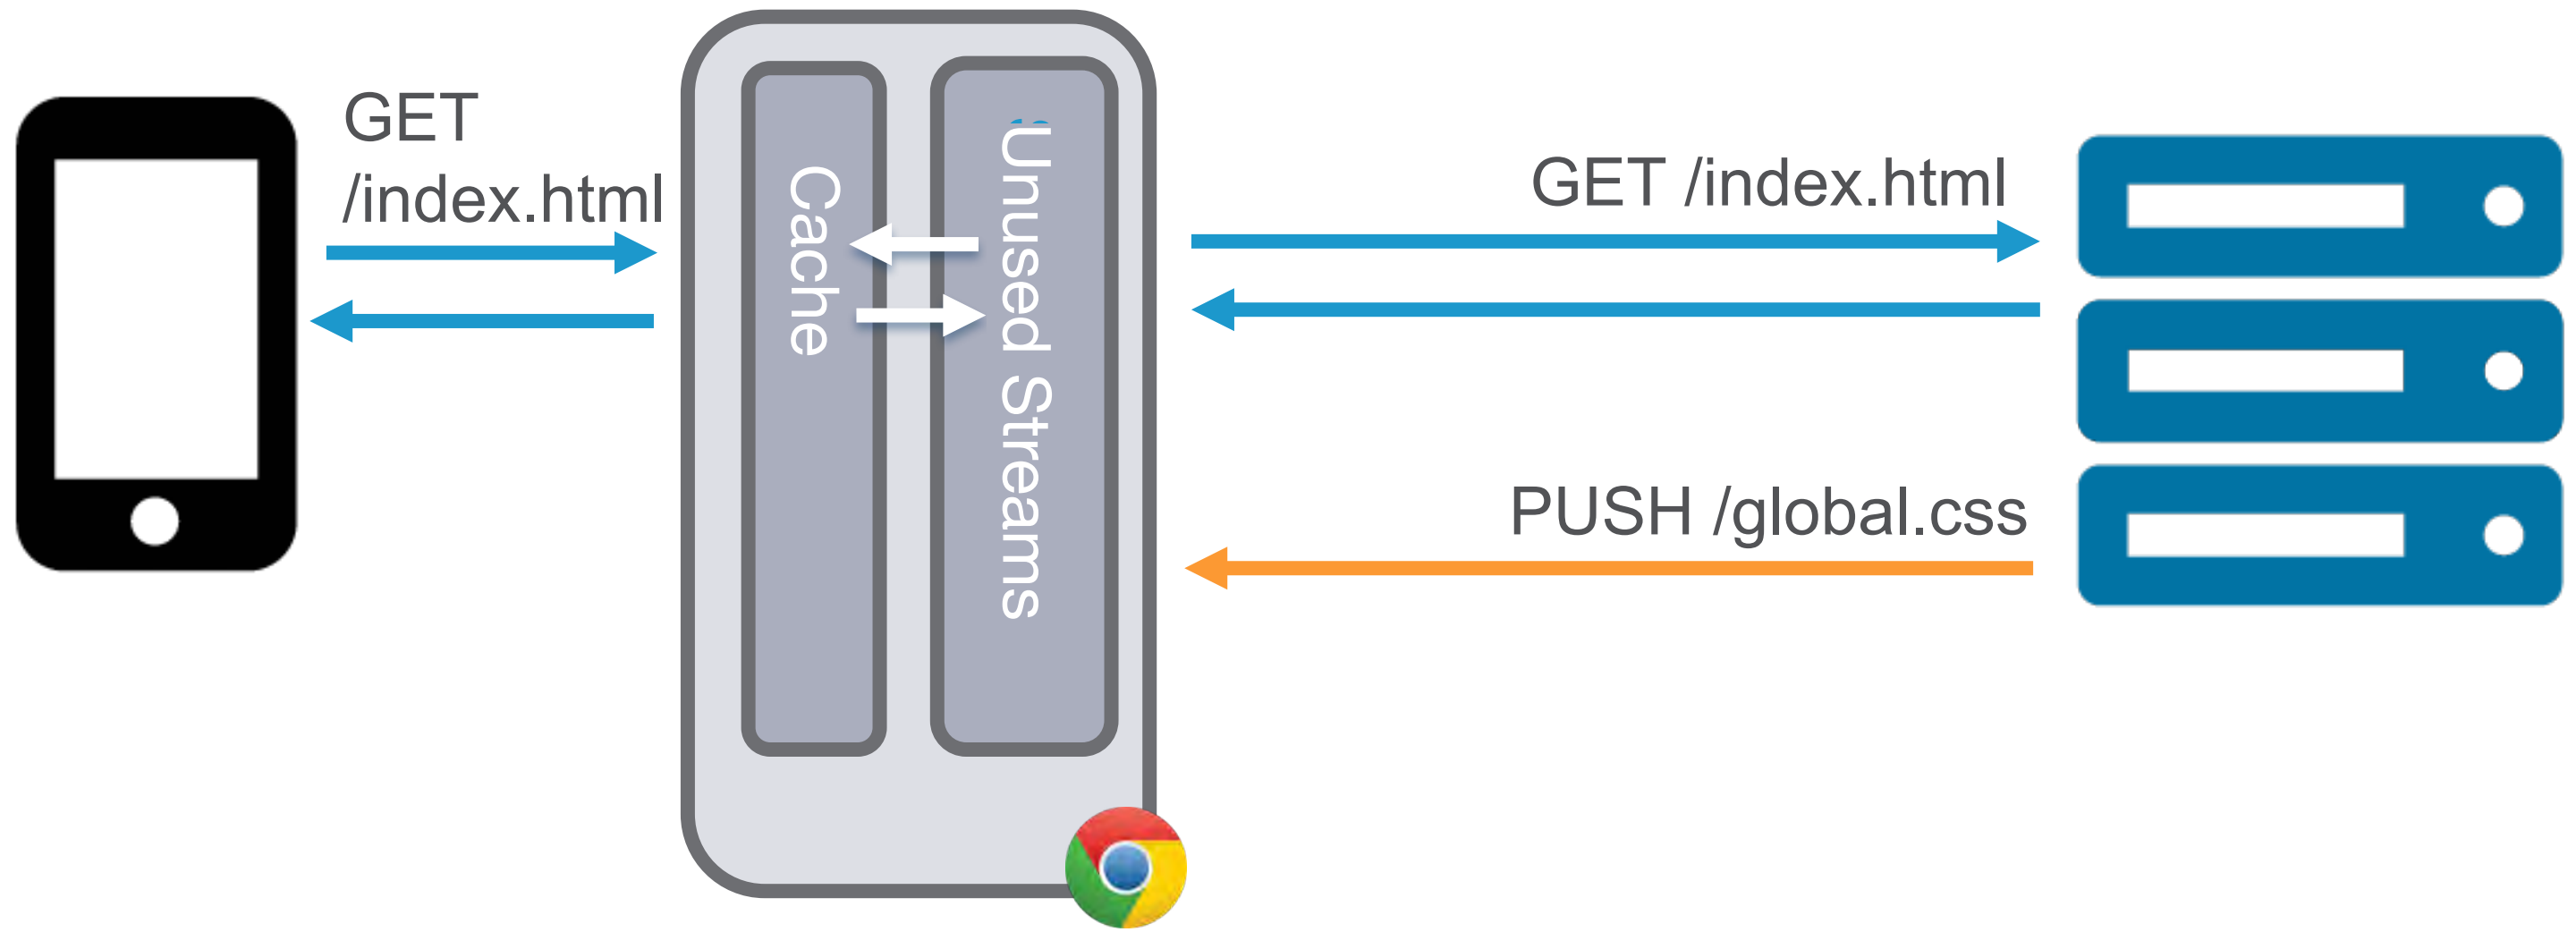 GET
/index.html
Cache
Unused Streams
GET /index.html
PUSH /global.css